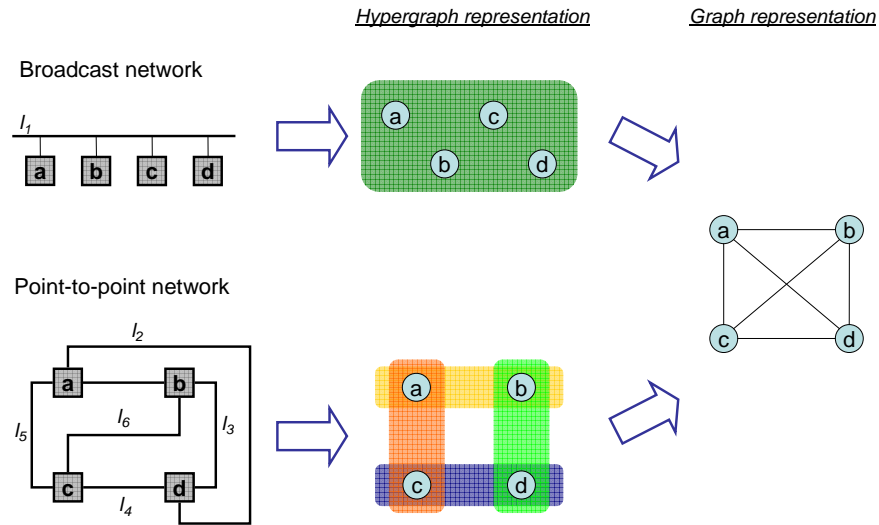 Hypergraph representation
Graph representation
Broadcast network
l1
a b c d
a c
b d
a b
c d
Point-to-point network
l2
a b
l5 l6 l3
c d
l4
a b
c d